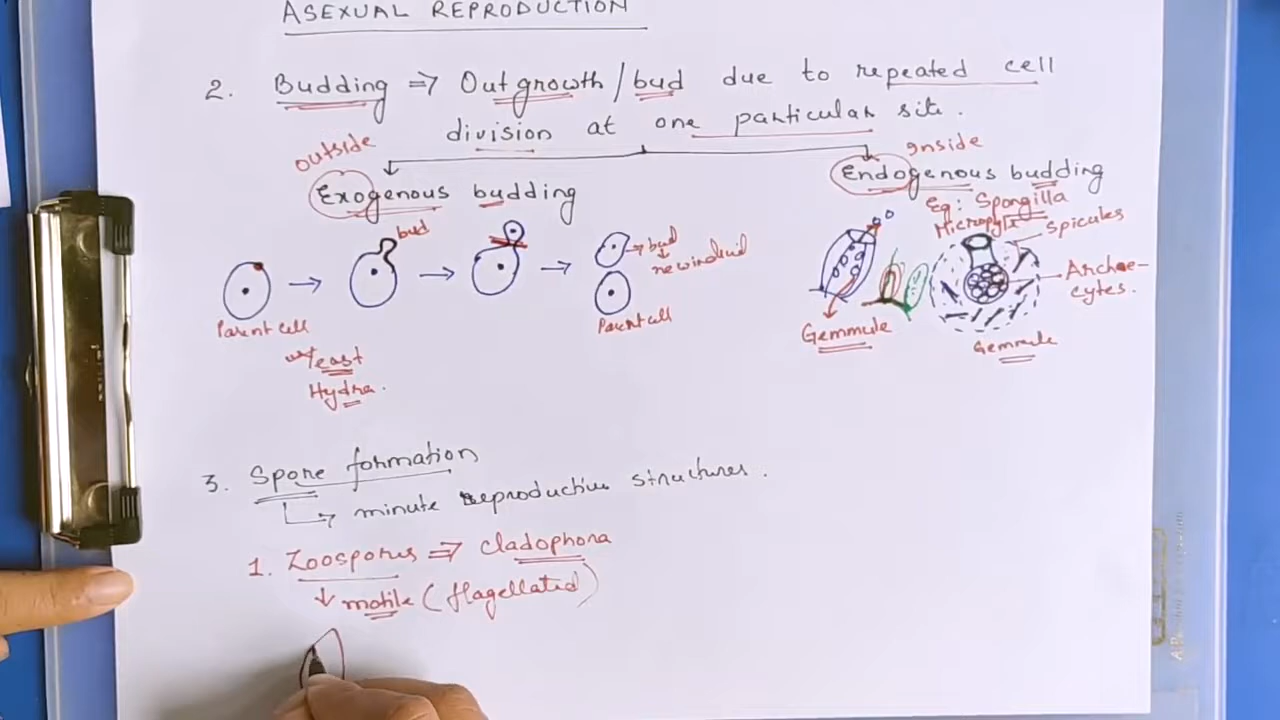 ASEXUAL REPRODUCTION
2. Budding ⇒ Outgrowth/bud due to repeated cell
division at one particular site.
outside
inside
Exogenous budding
Endogenous budding
Eg: Spongilla
Micropyle
Spicules
bud
bud
new individ
Archae-
cytes.
Parent cell
Parent cell
Gemmule
Gemmule
Yeast
Hydra.
3. Spore formation
minute reproductive structures.
1. Zoospores ⇒ cladophora
motile (flagellated)